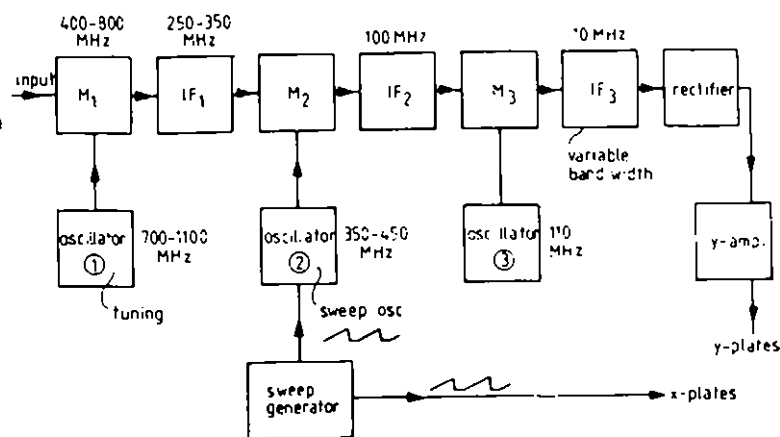 400-800
MHz
250-350
MHz
100 MHz
10 MHz
input
M1
IF1
M2
IF2
M3
IF3
rectifier
variable
band width
oscillator
①
700-1100
MHz
tuning
oscillator
②
350-450
MHz
sweep osc
oscillator
③
110
MHz
y-amp.
y-plates
sweep
generator
x-plates